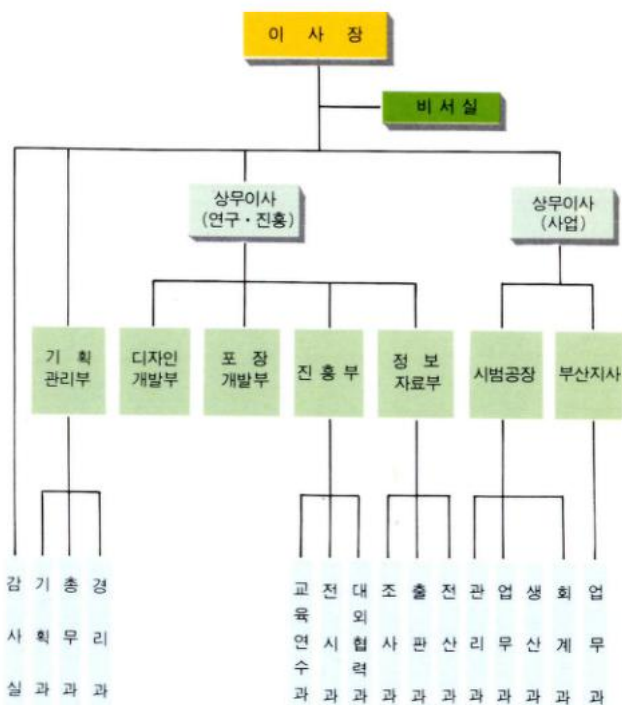 이 사 장
비서실
상무이사
(연구·진흥)
상무이사
(사업)
기 획
관리부
디자인
개발부
포 장
개발부
진 흥 부
정 보
자료부
시범공장
부산지사
감사실
기획과
총무과
경리과
교육연수과
전시과
대외협력과
조사과
출판과
전산과
관리과
업무과
생산과
회계과
업무과